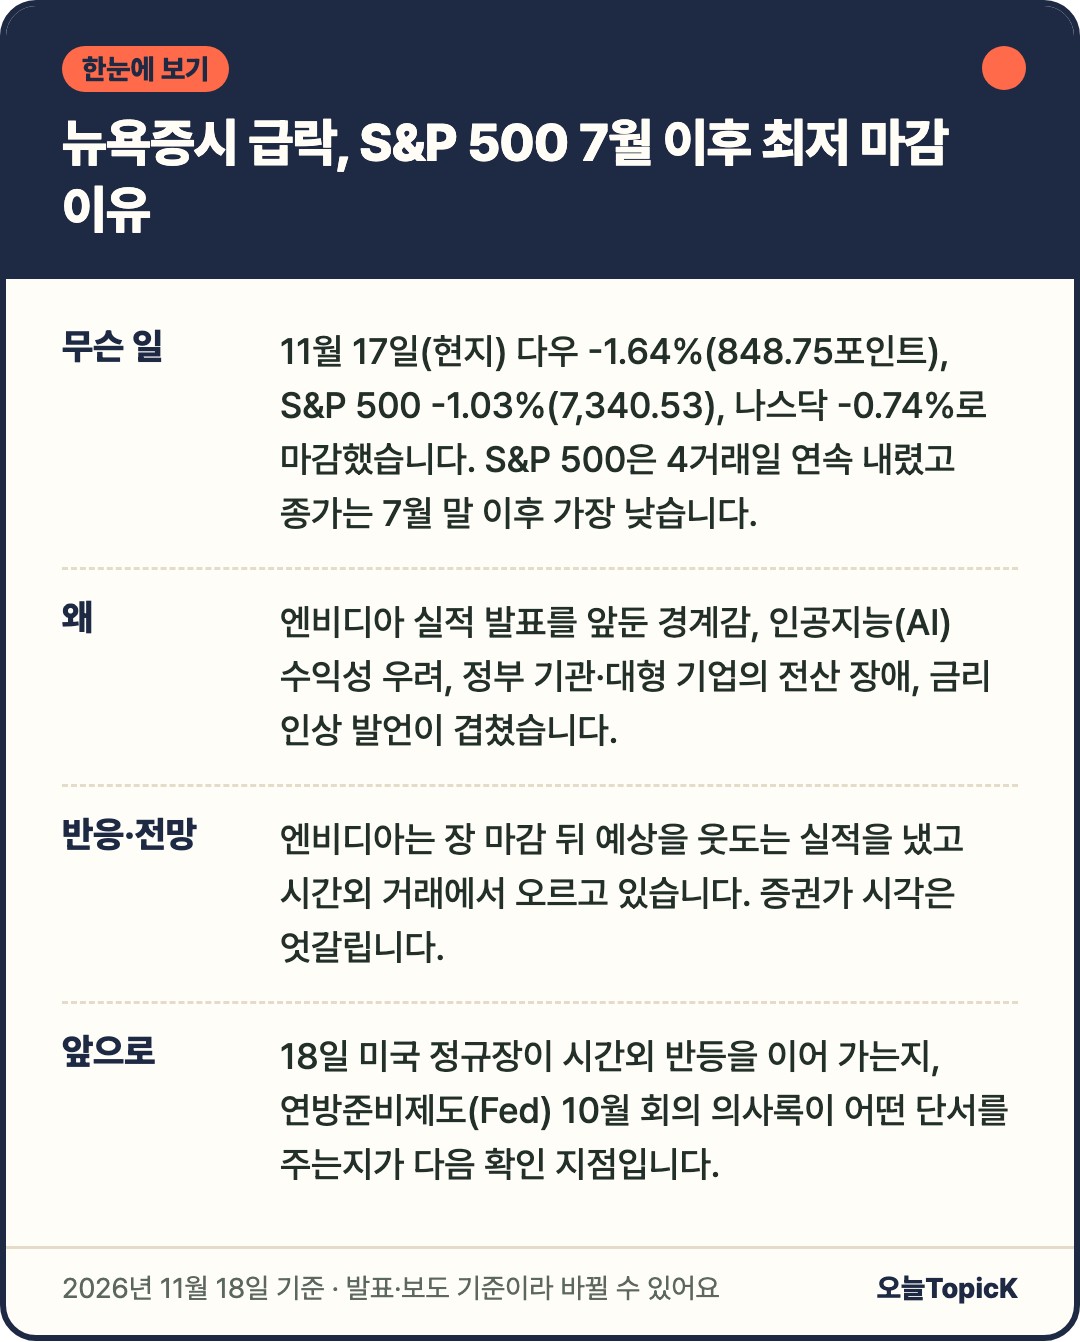 한눈에 보기
뉴욕증시 급락, S&P 500 7월 이후 최저 마감
이유
무슨 일
11월 17일(현지) 다우 -1.64%(848.75포인트),
S&P 500 -1.03%(7,340.53), 나스닥 -0.74%로
마감했습니다. S&P 500은 4거래일 연속 내렸고
종가는 7월 말 이후 가장 낮습니다.
왜
엔비디아 실적 발표를 앞둔 경계감, 인공지능(AI)
수익성 우려, 정부 기관·대형 기업의 전산 장애, 금리
인상 발언이 겹쳤습니다.
반응·전망
엔비디아는 장 마감 뒤 예상을 웃도는 실적을 냈고
시간외 거래에서 오르고 있습니다. 증권가 시각은
엇갈립니다.
앞으로
18일 미국 정규장이 시간외 반등을 이어 가는지,
연방준비제도(Fed) 10월 회의 의사록이 어떤 단서를
주는지가 다음 확인 지점입니다.
2026년 11월 18일 기준 · 발표·보도 기준이라 바뀔 수 있어요
오늘TopicK